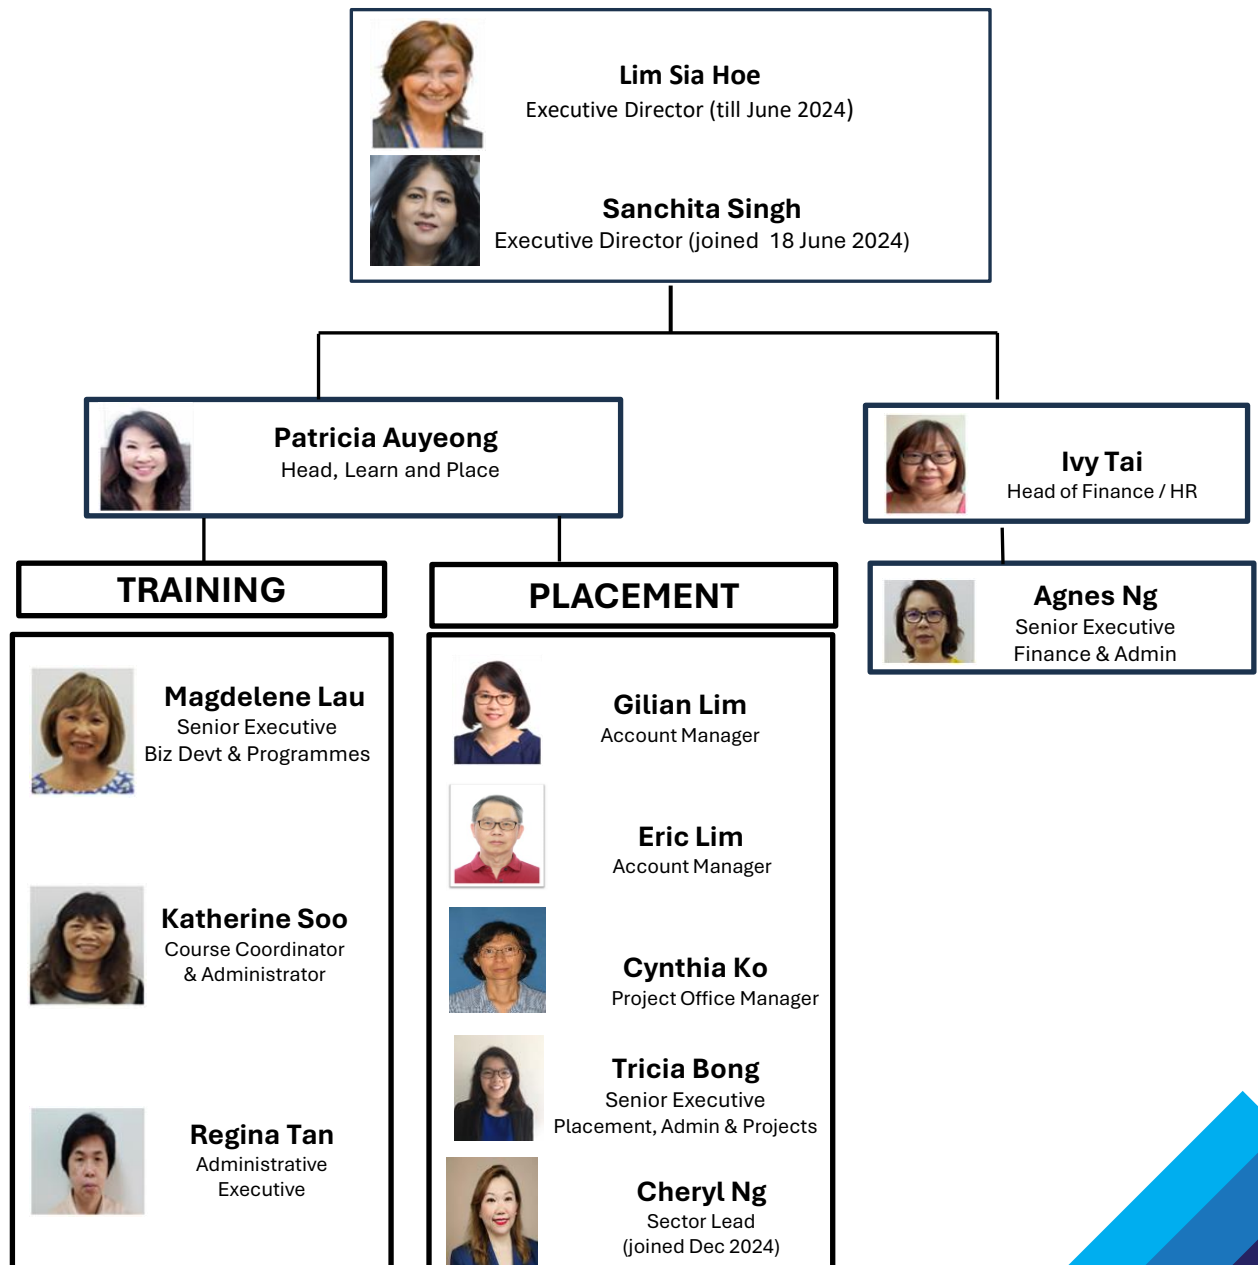 Lim Sia Hoe
Executive Director (till June 2024)
Sanchita Singh
Executive Director (joined 18 June 2024)
Patricia Auyeong
Head, Learn and Place
Ivy Tai
Head of Finance / HR
Agnes Ng
Senior Executive
Finance & Admin
TRAINING
Magdelene Lau
Senior Executive
Biz Devt & Programmes
Katherine Soo
Course Coordinator
& Administrator
Regina Tan
Administrative
Executive
PLACEMENT
Gilian Lim
Account Manager
Eric Lim
Account Manager
Cynthia Ko
Project Office Manager
Tricia Bong
Senior Executive
Placement, Admin & Projects
Cheryl Ng
Sector Lead
(joined Dec 2024)